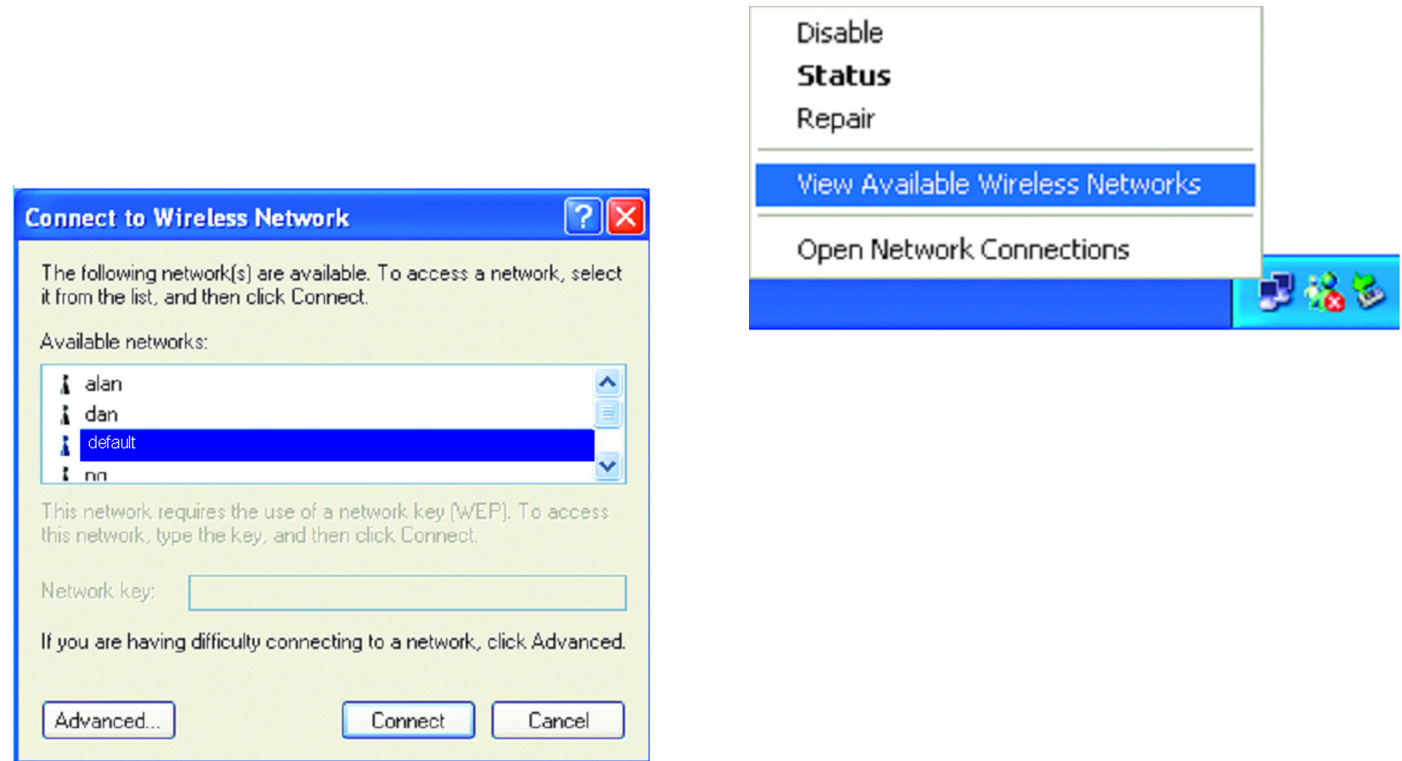 Connect to Wireless Network
The following network(s) are available. To access a network, select
it from the list, and then click Connect.
Available networks:
alan
dan
default
This network requires the use of a network key (WEP). To access
this network, type the key, and then click Connect.
Network key:
If you are having difficulty connecting to a network, click Advanced.
Advanced...
Connect
Cancel
Disable
Status
Repair
View Available Wireless Networks
Open Network Connections